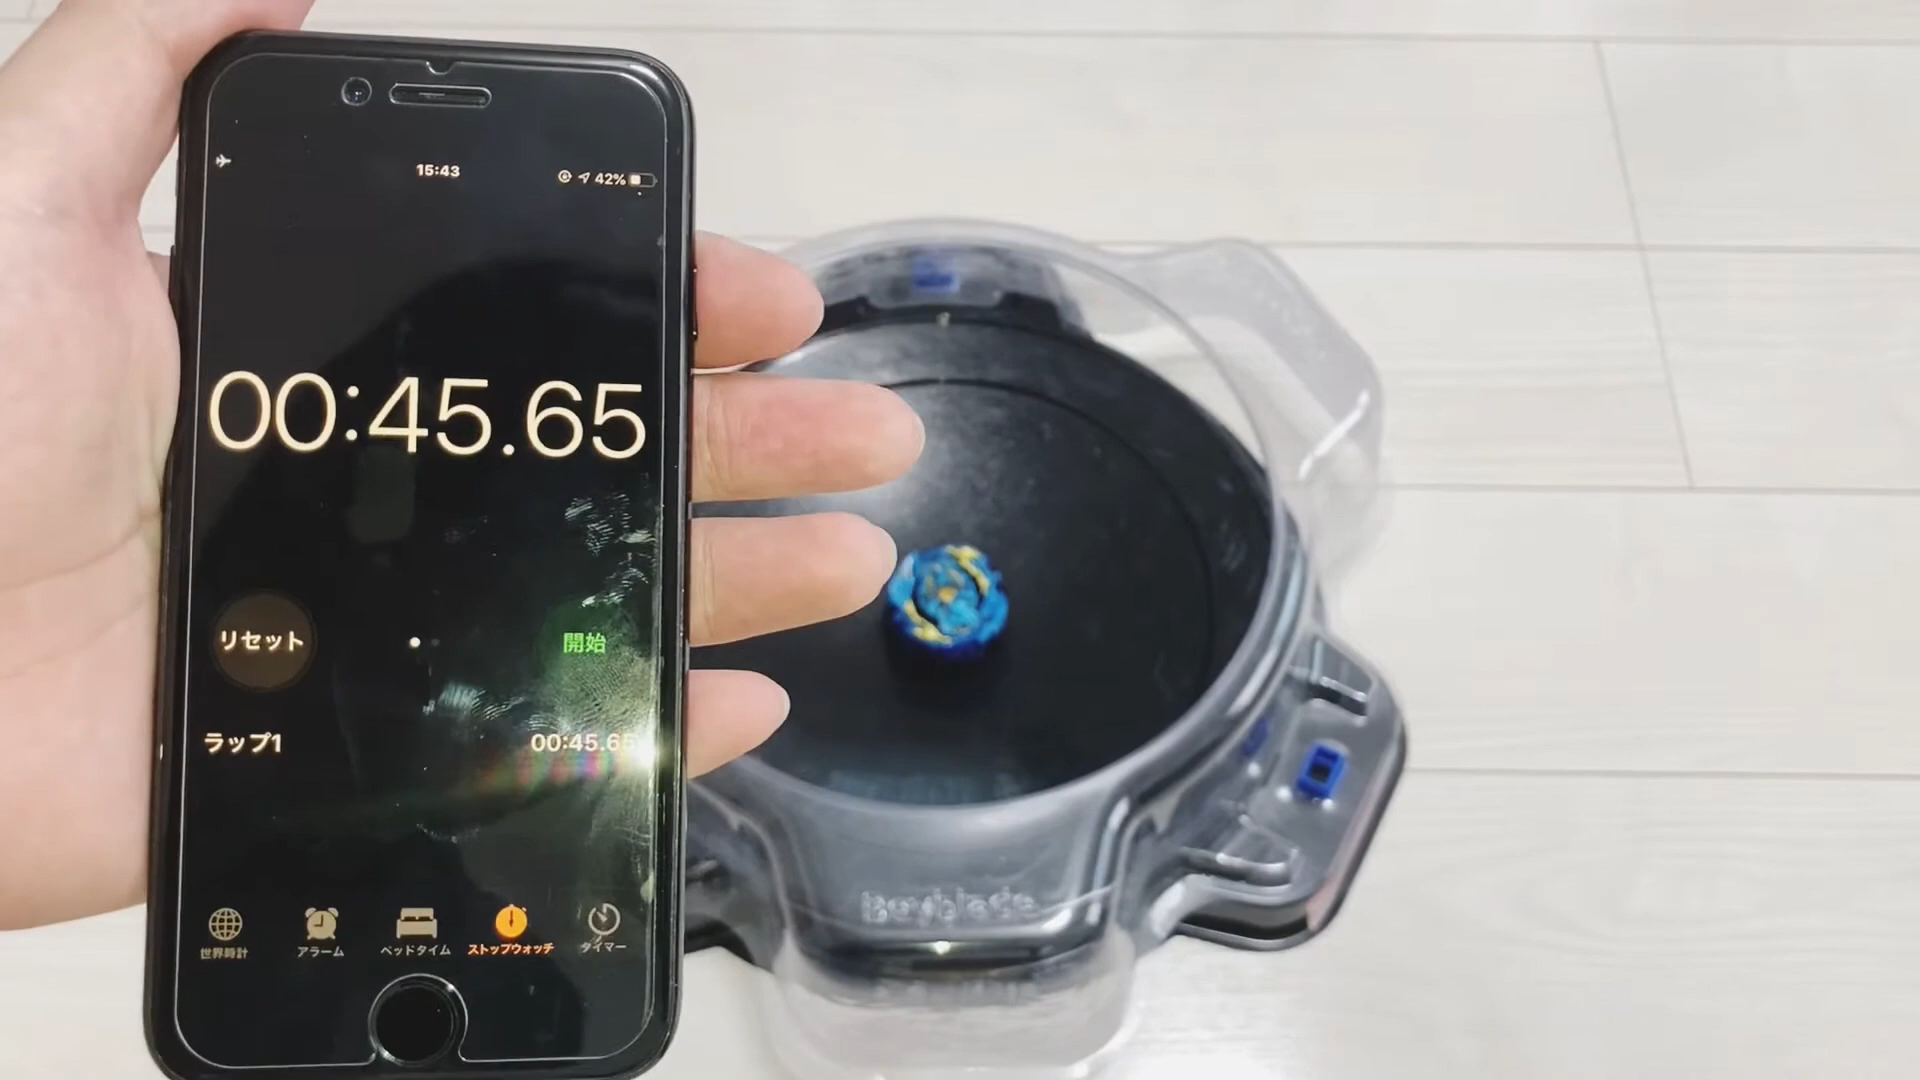 15:43
42%
00:45.65
リセット
開始
ラップ1
00:45.65
世界時計
アラーム
ベッドタイム
ストップウォッチ
タイマー
Beyblade